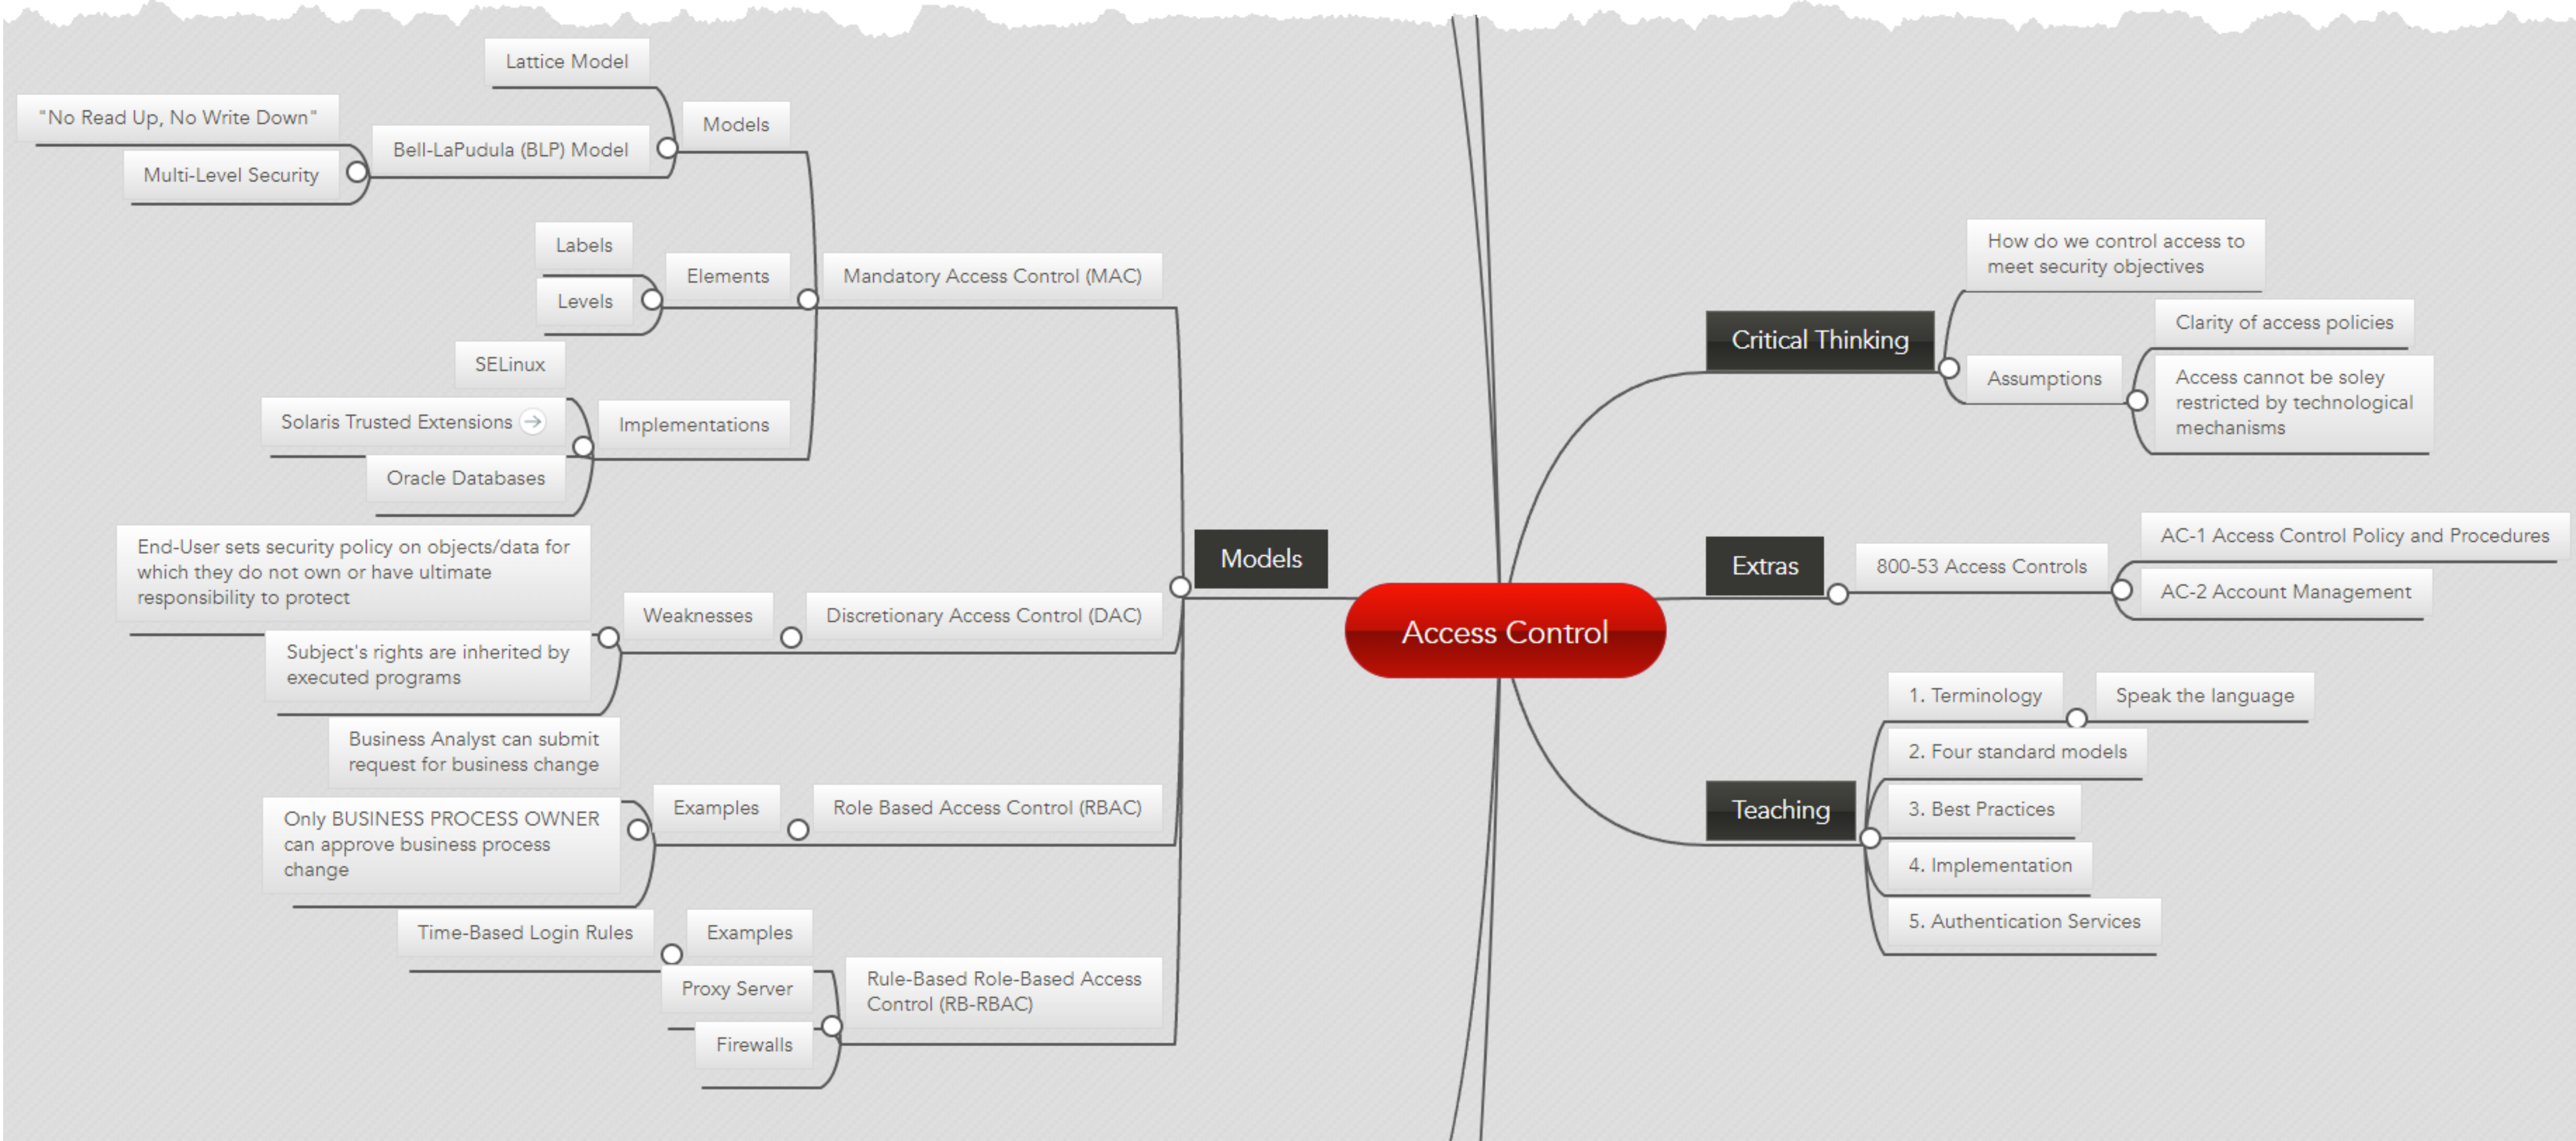 Lattice Model
"No Read Up, No Write Down"
Models
Bell-LaPudula (BLP) Model
Multi-Level Security
Labels
Elements
Mandatory Access Control (MAC)
Levels
SELinux
Solaris Trusted Extensions
Implementations
Oracle Databases
End-User sets security policy on objects/data for
which they do not own or have ultimate
responsibility to protect
Weaknesses
Discretionary Access Control (DAC)
Subject's rights are inherited by
executed programs
Business Analyst can submit
request for business change
Examples
Role Based Access Control (RBAC)
Only BUSINESS PROCESS OWNER
can approve business process
change
Time-Based Login Rules
Examples
Proxy Server
Rule-Based Role-Based Access
Control (RB-RBAC)
Firewalls
Models
Access Control
How do we control access to
meet security objectives
Critical Thinking
Clarity of access policies
Assumptions
Access cannot be soley
restricted by technological
mechanisms
Extras
800-53 Access Controls
AC-1 Access Control Policy and Procedures
AC-2 Account Management
Teaching
1. Terminology
Speak the language
2. Four standard models
3. Best Practices
4. Implementation
5. Authentication Services